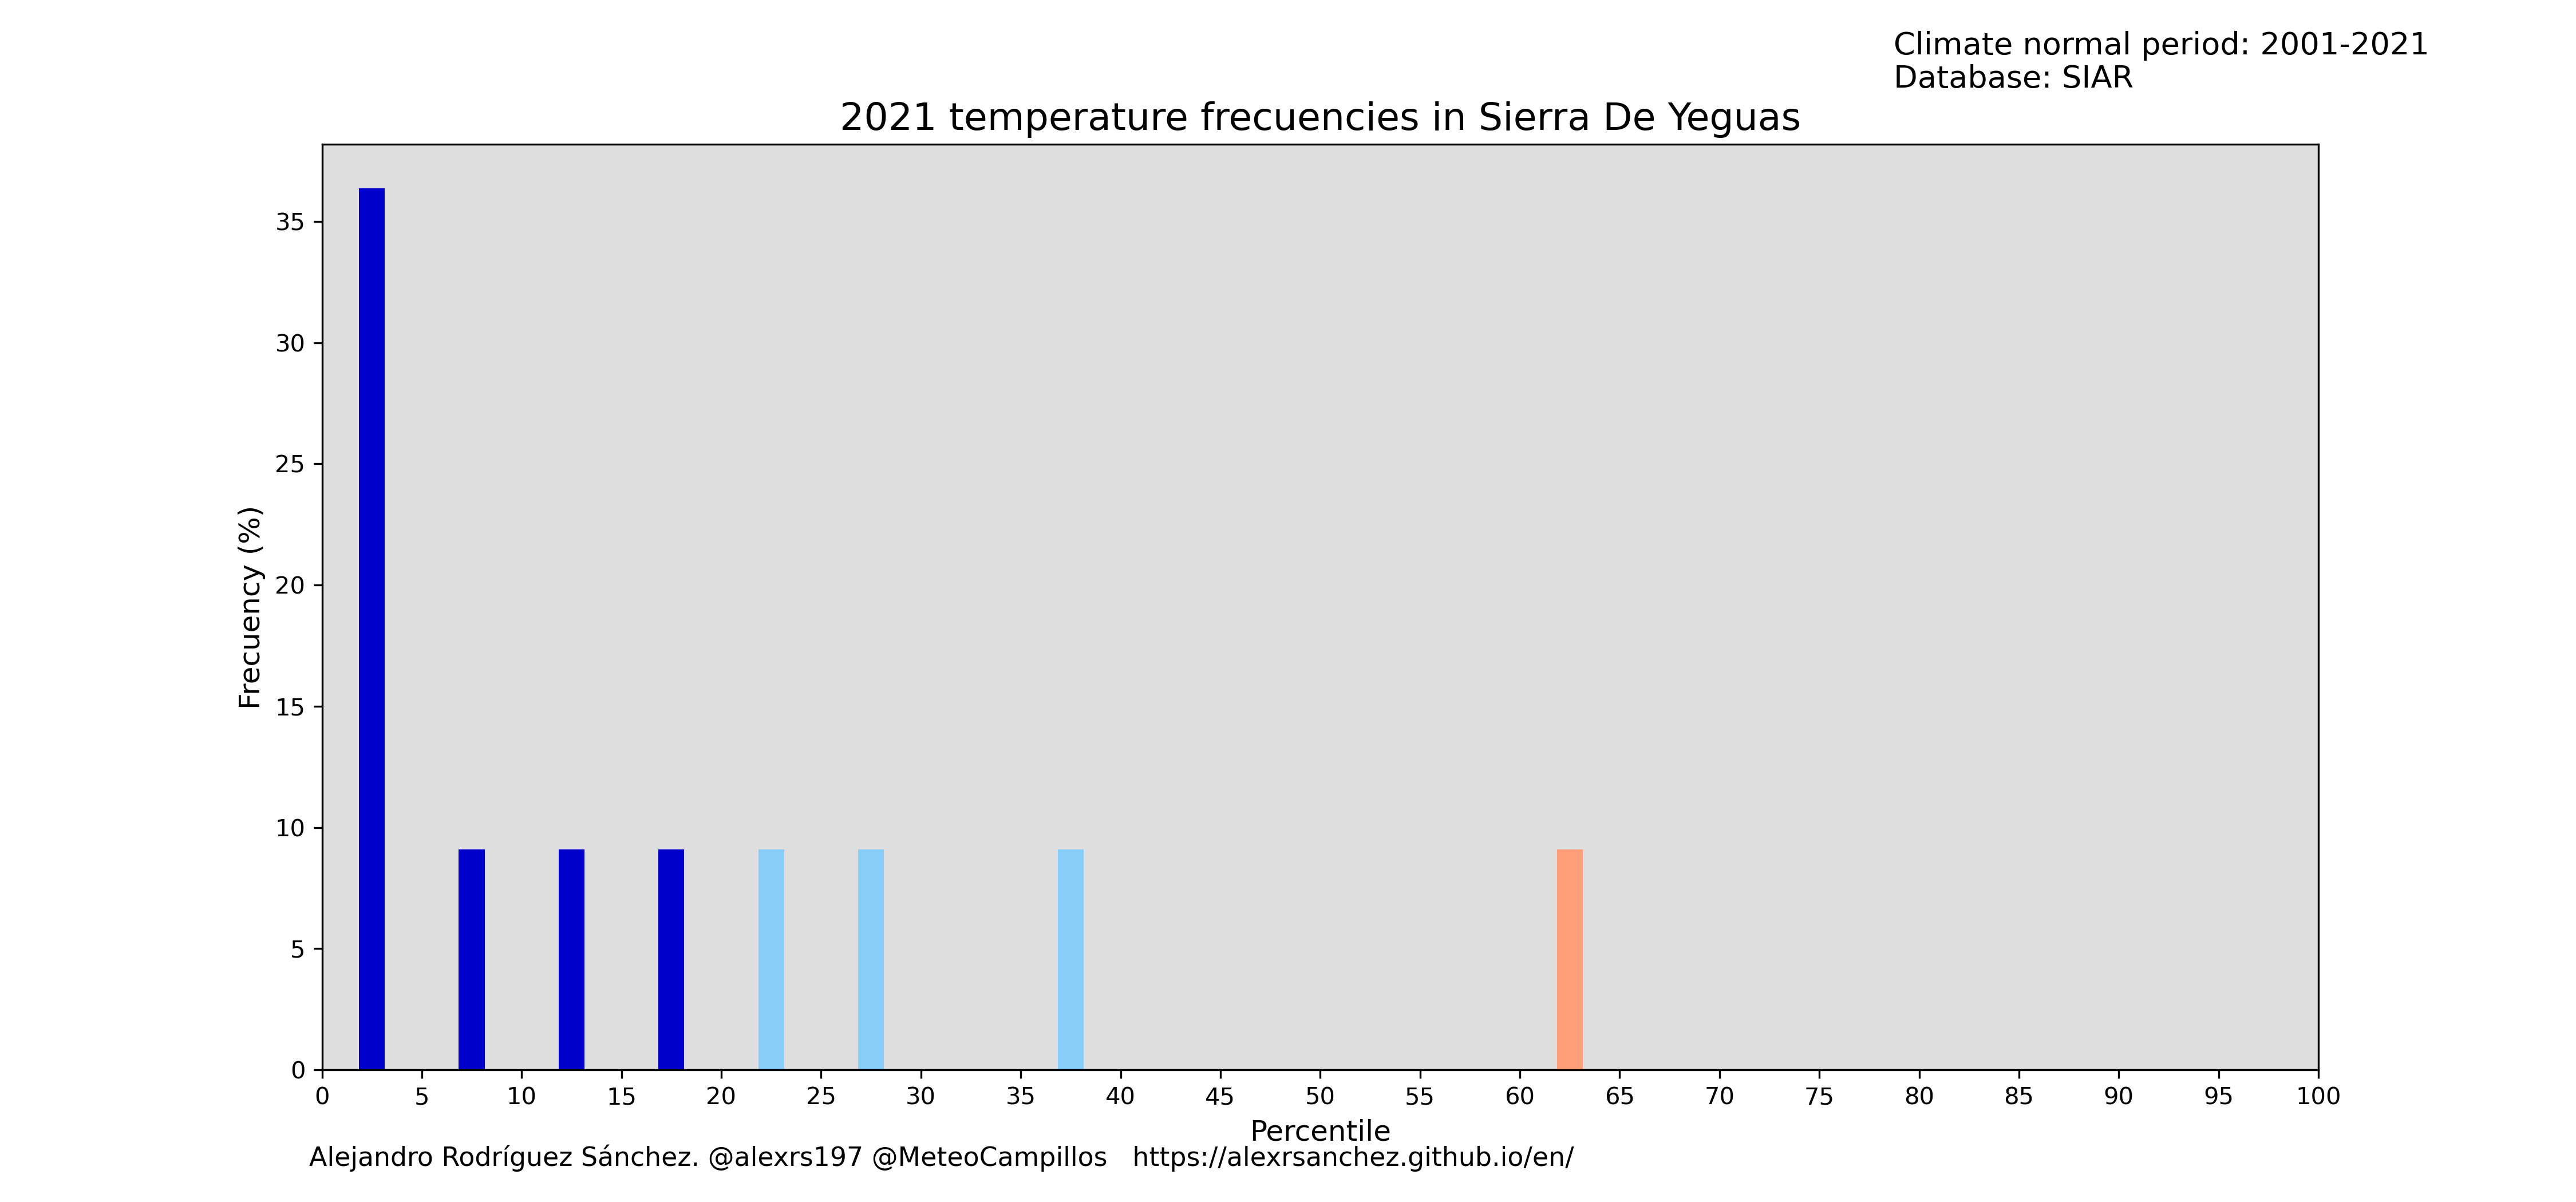 Climate normal period: 2001-2021
Database: SIAR
2021 temperature frecuencies in Sierra De Yeguas
Frecuency (%)
35
30
25
20
15
10
5
0
0 5 10 15 20 25 30 35 40 45 50 55 60 65 70 75 80 85 90 95 100
Percentile
Alejandro Rodríguez Sánchez. @alexrs197 @MeteoCampillos https://alexrsanchez.github.io/en/